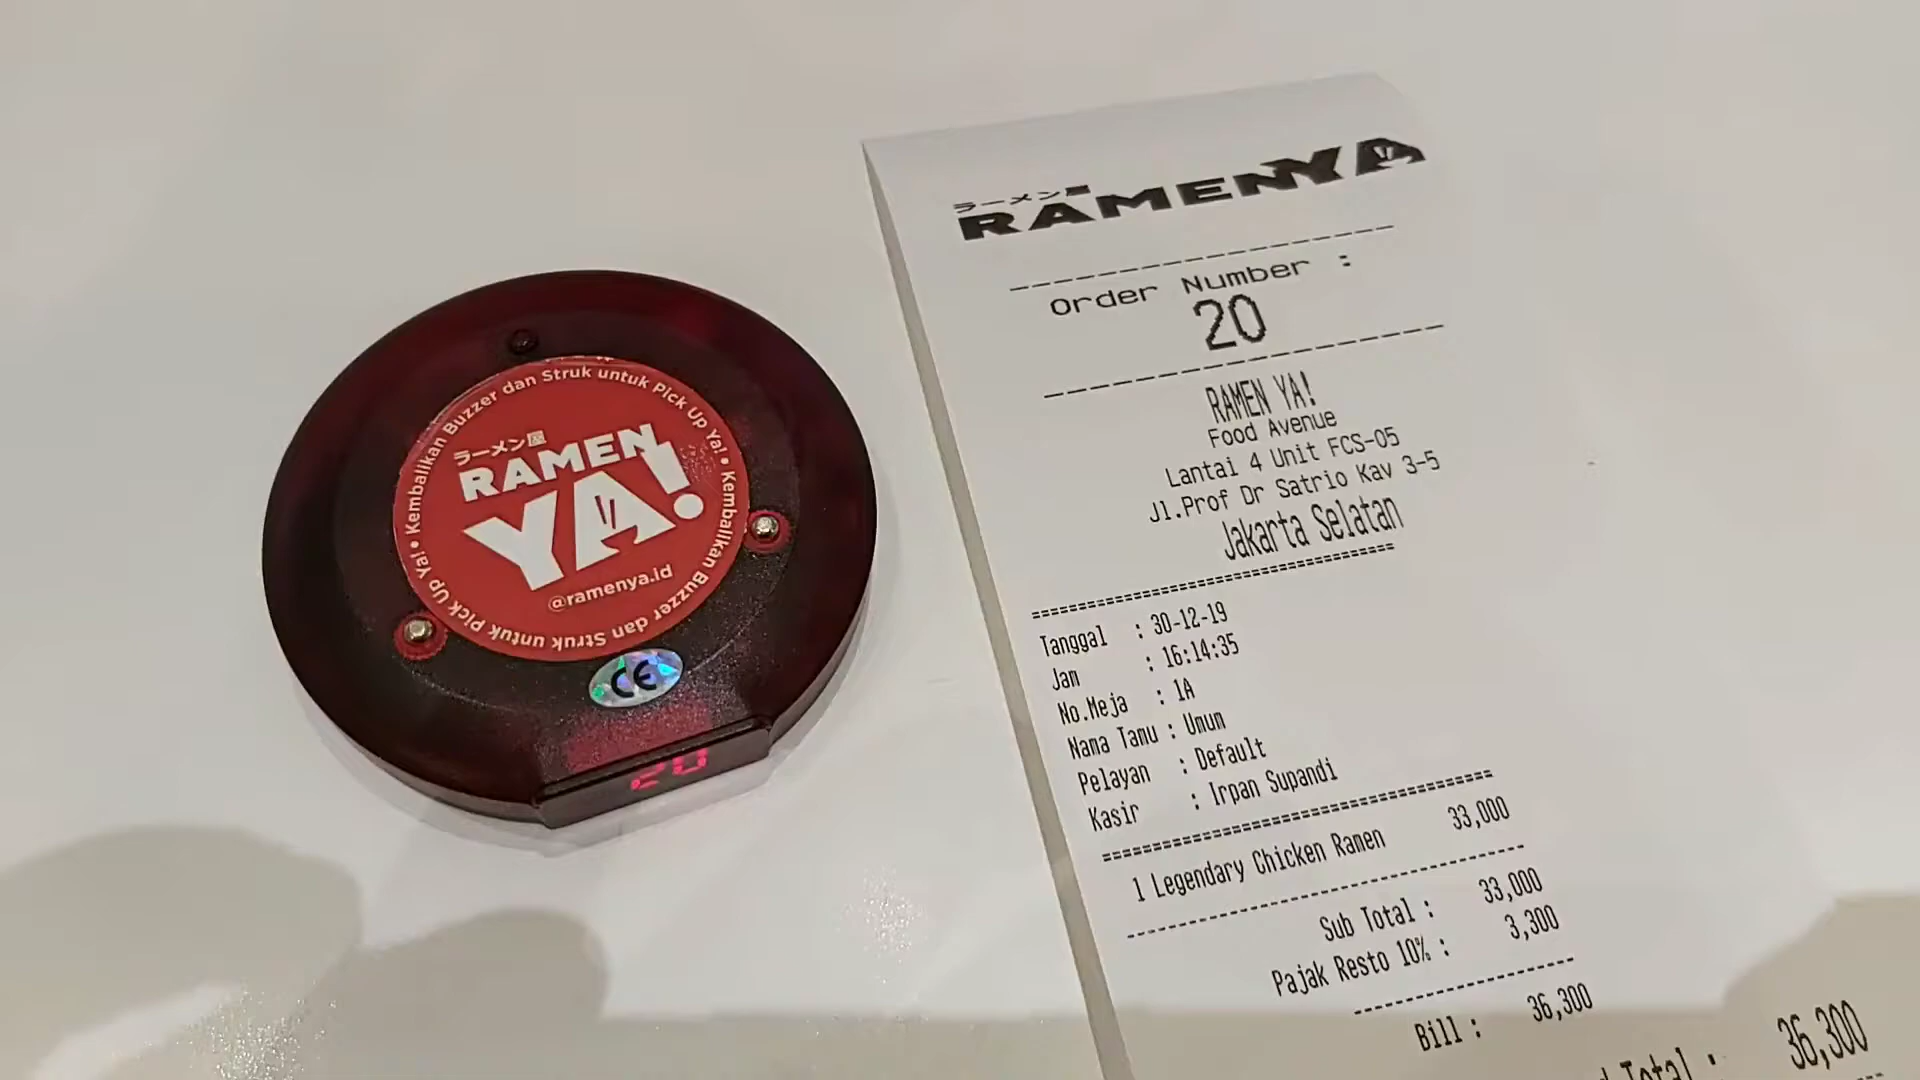 Kembalikan Buzzer dan Struk untuk Pick Up Ya! • Kembalikan Buzzer dan Struk untuk Pick Up Ya! •
ラーメン屋
RAMEN
YA!
@ramenya.id
CE
20
ラーメン屋
RAMENYA
Order Number :
20
RAMEN YA!
Food Avenue
Lantai 4 Unit FCS-05
Jl.Prof Dr Satrio Kav 3-5
Jakarta Selatan
Tanggal : 30-12-19
Jam : 16:14:35
No.Meja : 1A
Nama Tamu : Umum
Pelayan : Default
Kasir : Irpan Supandi
1 Legendary Chicken Ramen 33,000
Sub Total : 33,000
Pajak Resto 10% : 3,300
Bill : 36,300
Total : 36,300